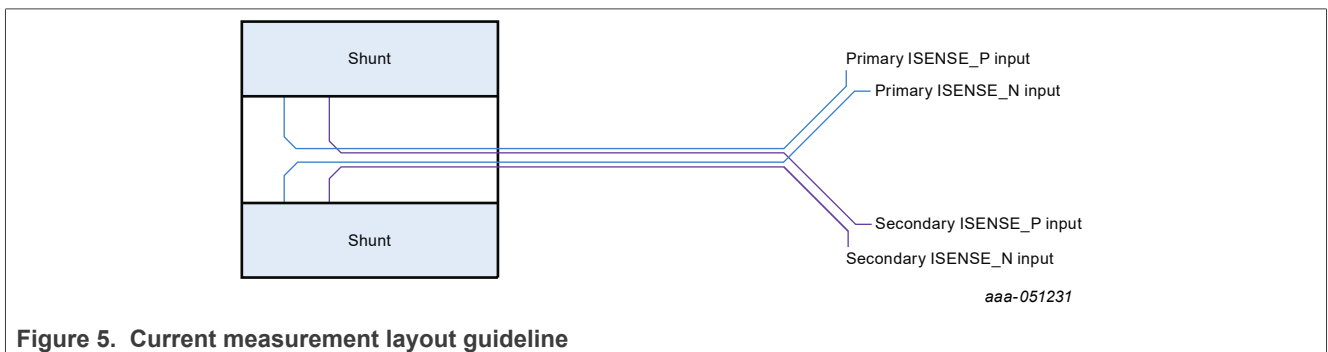 Shunt
Primary ISENSE_P input
Primary ISENSE_N input
Shunt
Secondary ISENSE_P input
Secondary ISENSE_N input
aaa-051231
Figure 5. Current measurement layout guideline